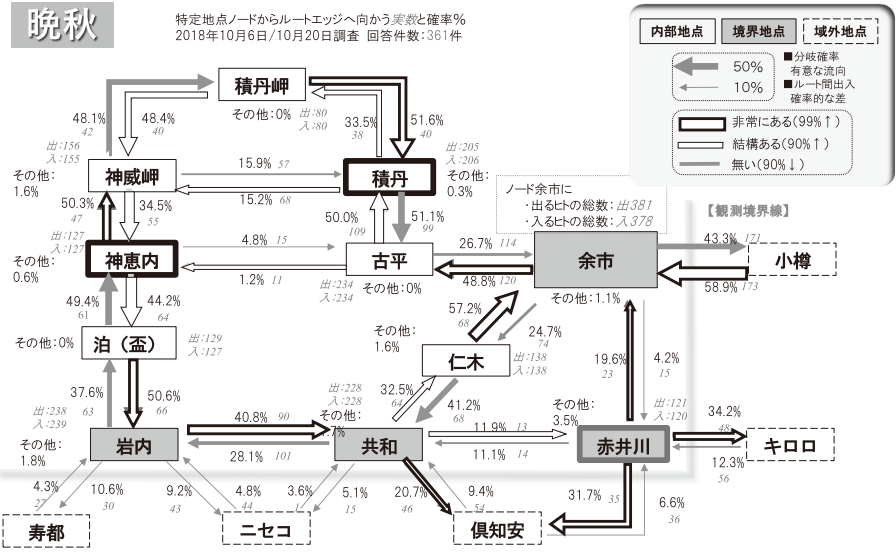 晩秋
特定地点ノードからルートエッジへ向かう実数と確率%
2018年10月6日/10月20日調査 回答件数:361件
内部地点 境界地点 域外地点
50% ■分岐確率
有意な流向
10% ■ルート間出入
確率的な差
非常にある(99%↑)
結構ある(90%↑)
無い(90%↓)
積丹岬
その他:0% 出:80
入:80
48.1% 42
48.4% 40
33.5% 38
51.6% 40
出:156
入:155
神威岬
その他:
1.6%
15.9% 57
15.2% 68
出:205
入:206
積丹
その他:
0.3%
ノード余市に
・出るヒトの総数:出381
・入るヒトの総数:入378
【観測境界線】
50.3% 47
34.5% 55
50.0% 109
51.1% 99
出:127
入:127
神恵内
その他:
0.6%
4.8% 15
1.2% 11
古平
出:234
入:234
その他:0%
26.7% 114
48.8% 120
余市
その他:1.1%
43.3% 171
58.9% 173
小樽
49.4% 61
44.2% 64
その他:0%
泊(盃)
出:129
入:127
57.2% 68
24.7% 74
その他:
1.6%
仁木
出:138
入:138
19.6% 23
4.2% 15
37.6% 63
50.6% 66
出:238
入:239
岩内
その他:
1.8%
40.8% 90
28.1% 101
出:228
入:228
その他:
.7%
共和
32.5% 64
41.2% 68
11.9% 13
11.1% 14
その他:
3.5%
出:121
入:120
赤井川
34.2% 48
12.3% 56
キロロ
4.3% 27
10.6% 30
9.2% 43
4.8% 44
3.6%
5.1% 15
20.7% 46
9.4% 54
31.7% 35
6.6% 36
寿都
ニセコ
倶知安